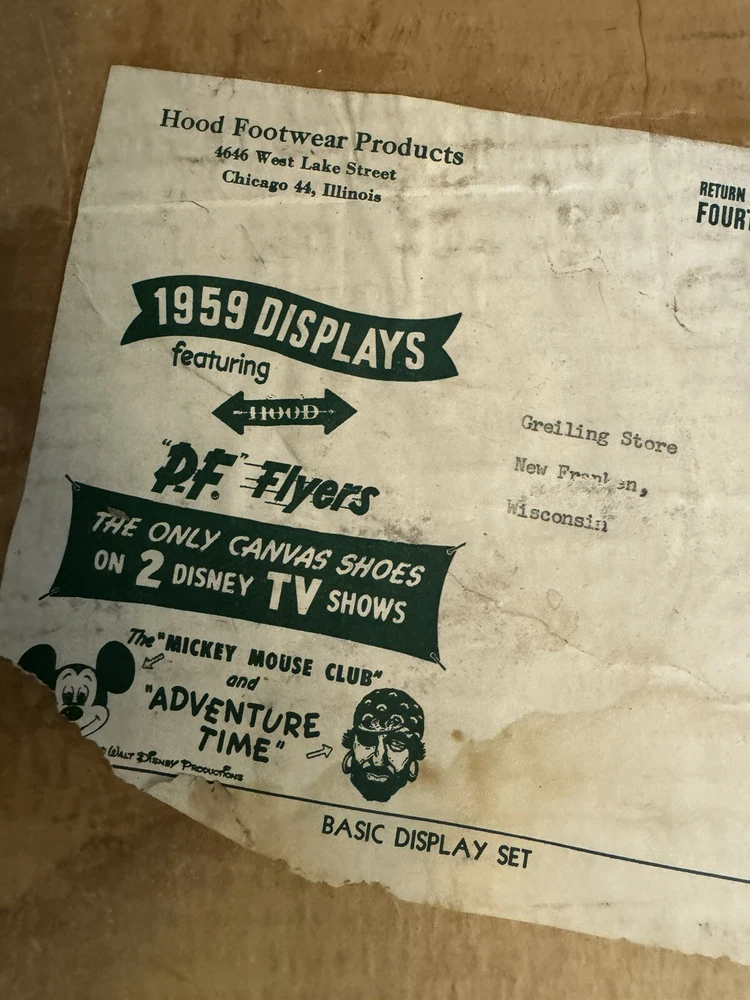 Hood Footwear Products
4646 West Lake Street
Chicago 44, Illinois
RETURN
FOURT
1959 DISPLAYS
featuring
HOOD
"P.F." Flyers
THE ONLY CANVAS SHOES
ON 2 DISNEY TV SHOWS
The "MICKEY MOUSE CLUB"
and
"ADVENTURE
TIME"
WALT DISNEY PRODUCTIONS
Greiling Store
New Franken,
Wisconsin
BASIC DISPLAY SET